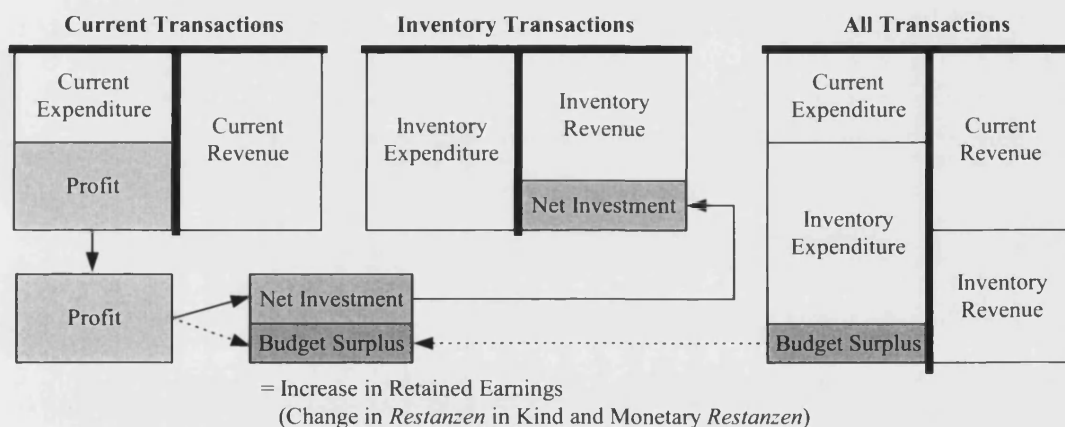 Current Transactions
Current
Expenditure
Profit
Current
Revenue
Inventory Transactions
Inventory
Expenditure
Inventory
Revenue
Net Investment
All Transactions
Current
Expenditure
Inventory
Expenditure
Budget Surplus
Current
Revenue
Inventory
Revenue
Profit
Net Investment
Budget Surplus
= Increase in Retained Earnings
(Change in Restanzen in Kind and Monetary Restanzen)